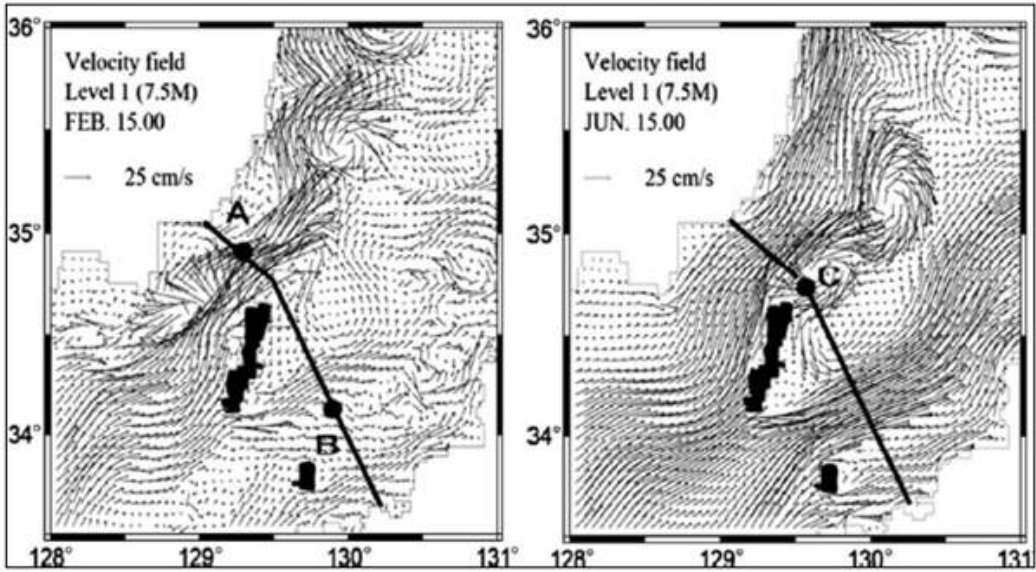 36°
Velocity field
Level 1 (7.5M)
FEB. 15.00
25 cm/s
A
35°
34°
B
128°
129°
130°
131°
36°
Velocity field
Level 1 (7.5M)
JUN. 15.00
25 cm/s
35°
C
34°
128°
129°
130°
131°